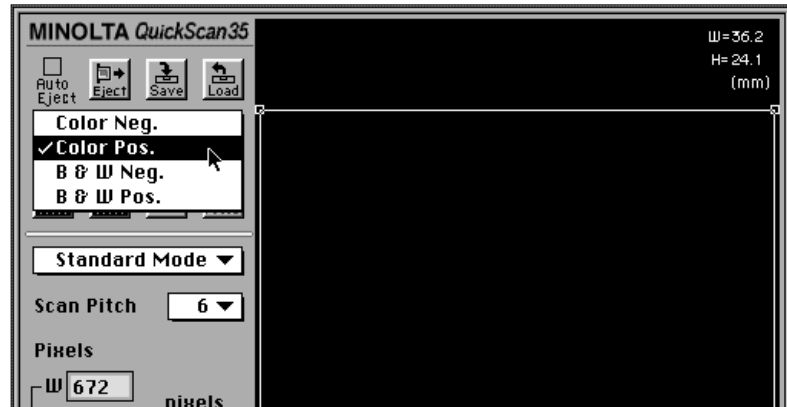 MINOLTA QuickScan35
W=36.2
H=24.1
(mm)
Auto
Eject
Eject
Save
Load
Color Neg.
✓Color Pos.
B & W Neg.
B & W Pos.
Standard Mode
Scan Pitch
6
Pixels
W 672
pixels